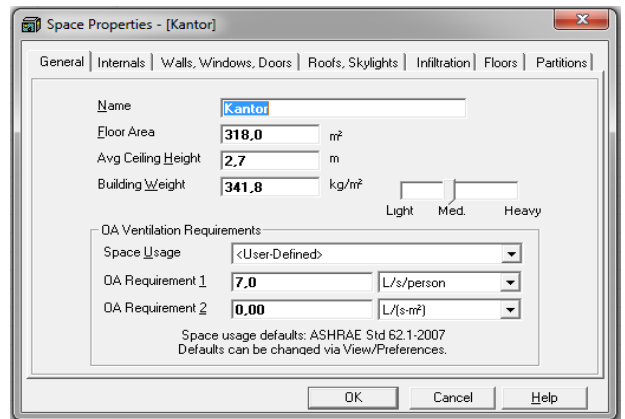 Space Properties - [Kantor]
General Internals Walls, Windows, Doors Roofs, Skylights Infiltration Floors Partitions
Name Kantor
Floor Area 318,0 m²
Avg Ceiling Height 2,7 m
Building Weight 341,8 kg/m²
Light Med. Heavy
OA Ventilation Requirements
Space Usage <User-Defined>
OA Requirement 1 7,0 L/s/person
OA Requirement 2 0,00 L/(s-m²)
Space usage defaults: ASHRAE Std 62.1-2007
Defaults can be changed via View/Preferences.
OK Cancel Help